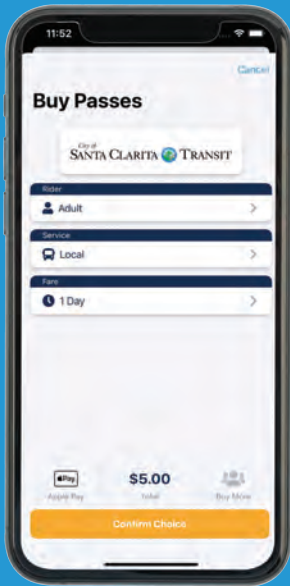 11:52
Cancel
Buy Passes
City of
SANTA CLARITA TRANSIT
Rider
Adult
Service
Local
Fare
1 Day
Pay $5.00
Apple Pay Total Buy More
Confirm Choice